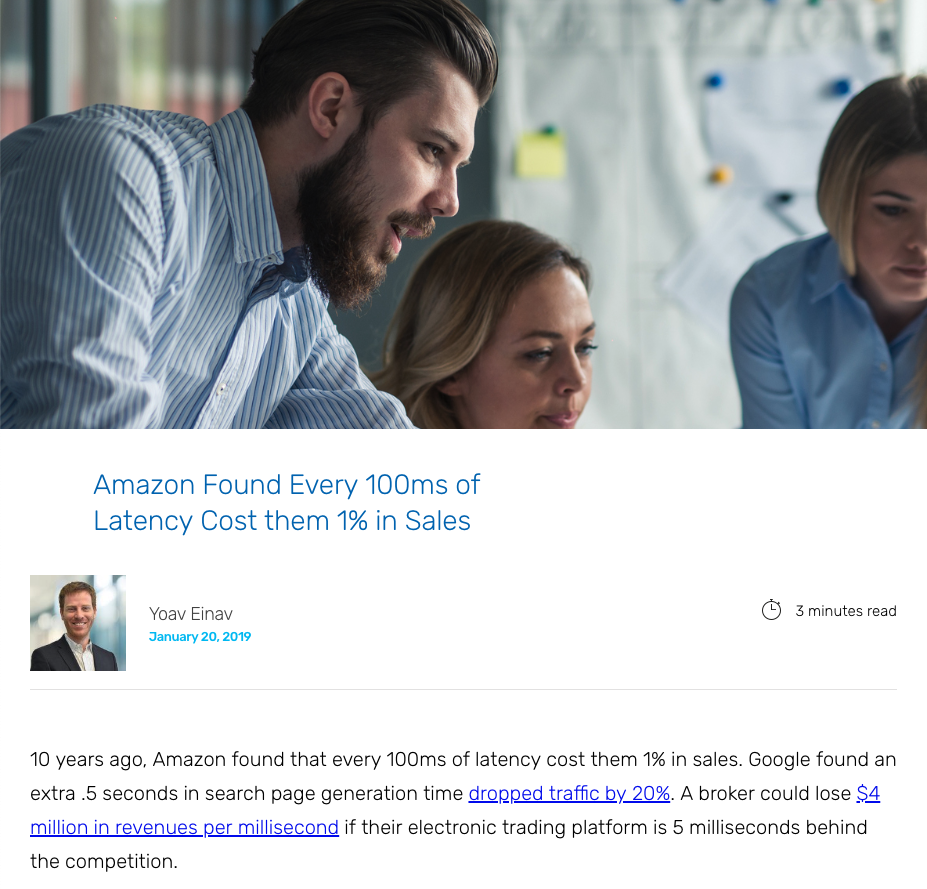 Amazon Found Every 100ms of
Latency Cost them 1% in Sales
Yoav Einav
January 20, 2019
3 minutes read
10 years ago, Amazon found that every 100ms of latency cost them 1% in sales. Google found an
extra .5 seconds in search page generation time dropped traffic by 20%. A broker could lose $4
million in revenues per millisecond if their electronic trading platform is 5 milliseconds behind
the competition.